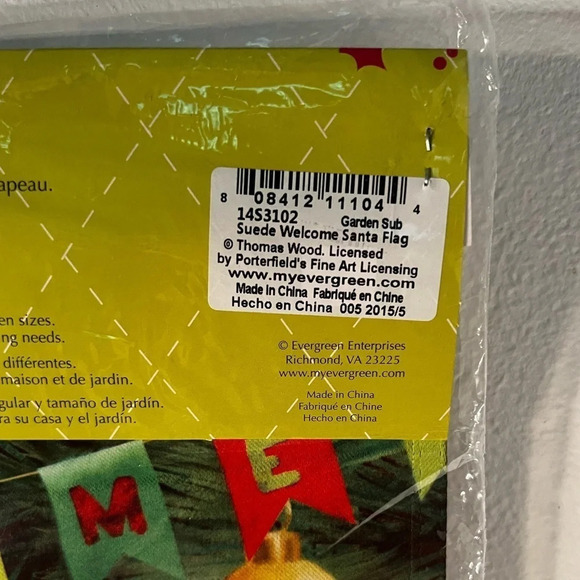 apeau.
8 08412 11104 4
14S3102 Garden Sub
Suede Welcome Santa Flag
© Thomas Wood. Licensed
by Porterfield's Fine Art Licensing
www.myevergreen.com
Made In China Fabriqué en Chine
Hecho en China 005 2015/5
en sizes.
ng needs.
différentes.
maison et de jardin.
gular y tamaño de jardín.
ra su casa y el jardín.
© Evergreen Enterprises
Richmond, VA 23225
www.myevergreen.com
Made in China
Fabriqué en Chine
Hecho en China
M E